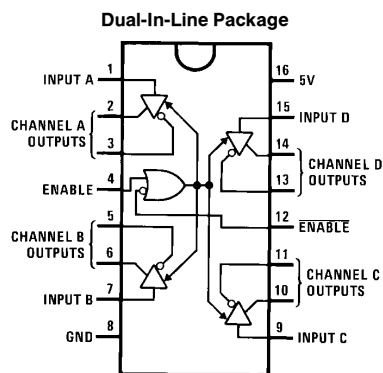 Dual-In-Line Package
INPUT A 1
2
CHANNEL A
OUTPUTS
3
ENABLE 4
5
CHANNEL B
OUTPUTS
6
INPUT B 7
GND 8
16 5V
15 INPUT D
14
CHANNEL D
OUTPUTS
13
12 ENABLE
11
CHANNEL C
OUTPUTS
10
9 INPUT C